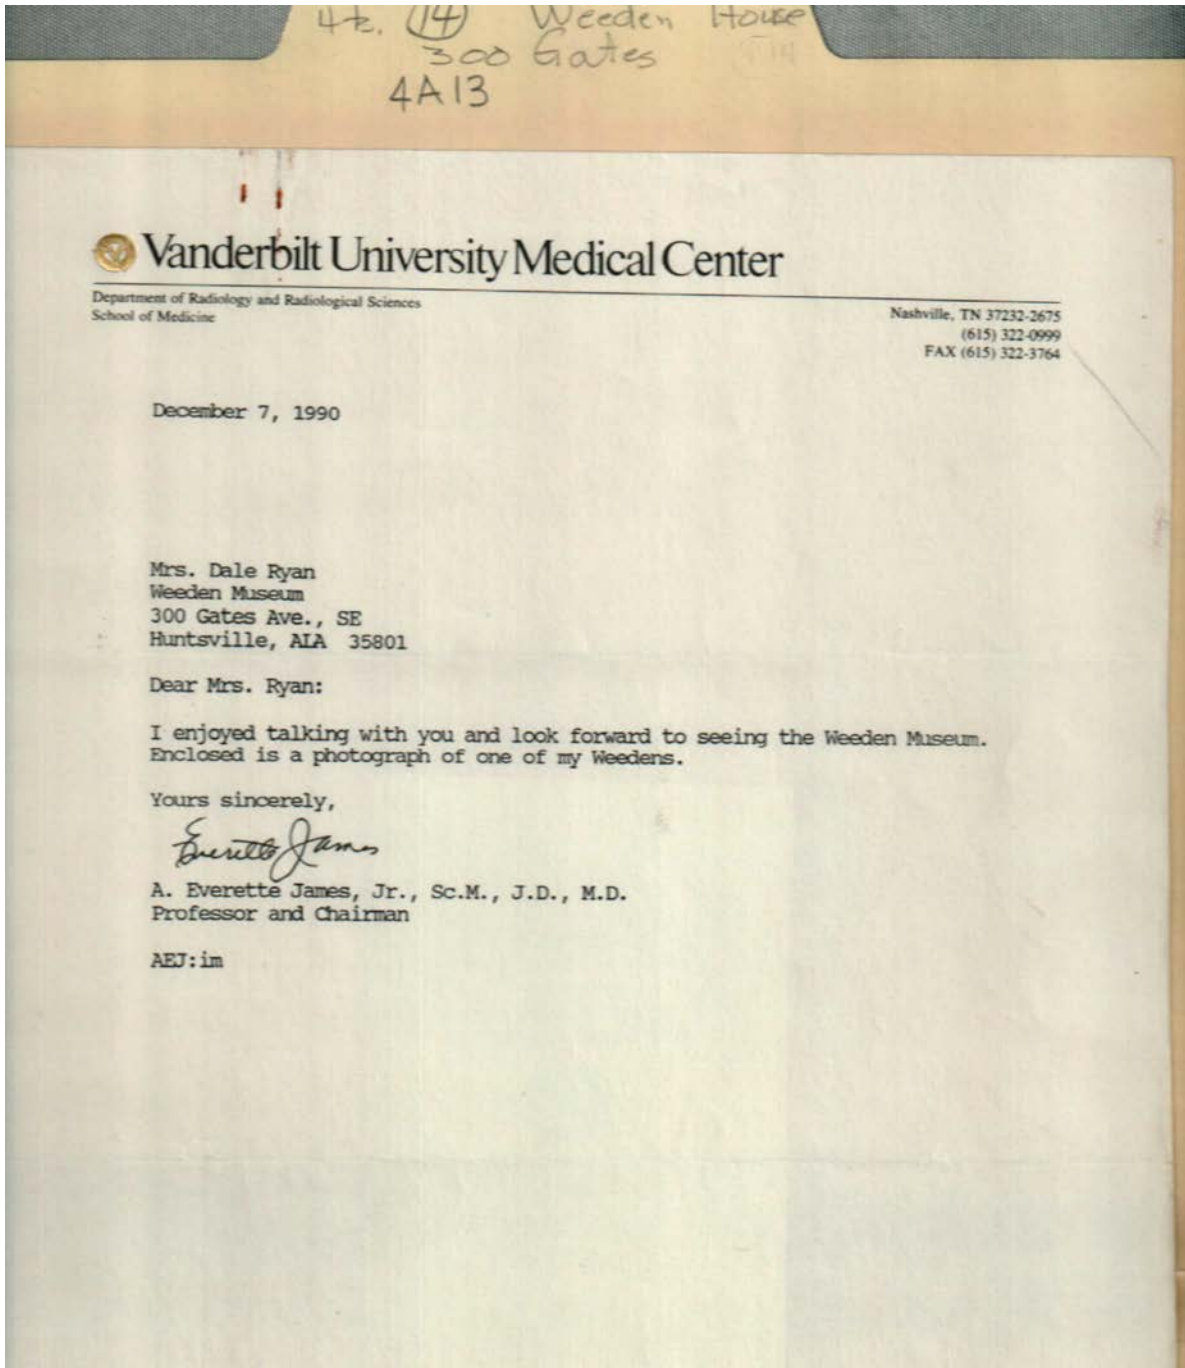 4k. 14 Weeden House
300 Gates
4A13
Vanderbilt University Medical Center
Department of Radiology and Radiological Sciences
School of Medicine
Nashville, TN 37232-2675
(615) 322-0999
FAX (615) 322-3764
December 7, 1990
Mrs. Dale Ryan
Weeden Museum
300 Gates Ave., SE
Huntsville, ALA 35801
Dear Mrs. Ryan:
I enjoyed talking with you and look forward to seeing the Weeden Museum.
Enclosed is a photograph of one of my Weedens.
Yours sincerely,
Everette James
A. Everette James, Jr., Sc.M., J.D., M.D.
Professor and Chairman
AEJ:im